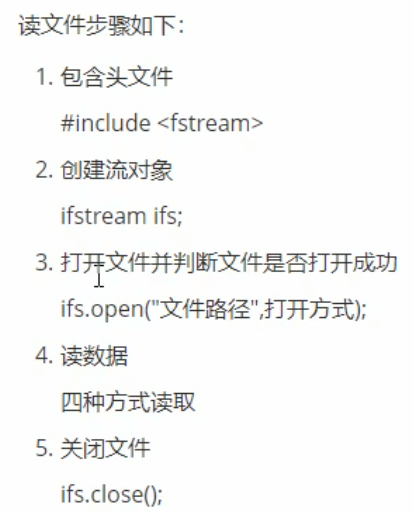 读文件步骤如下：
1. 包含头文件
#include <fstream>
2. 创建流对象
ifstream ifs;
3. 打开文件并判断文件是否打开成功
ifs.open("文件路径",打开方式);
4. 读数据
四种方式读取
5. 关闭文件
ifs.close();